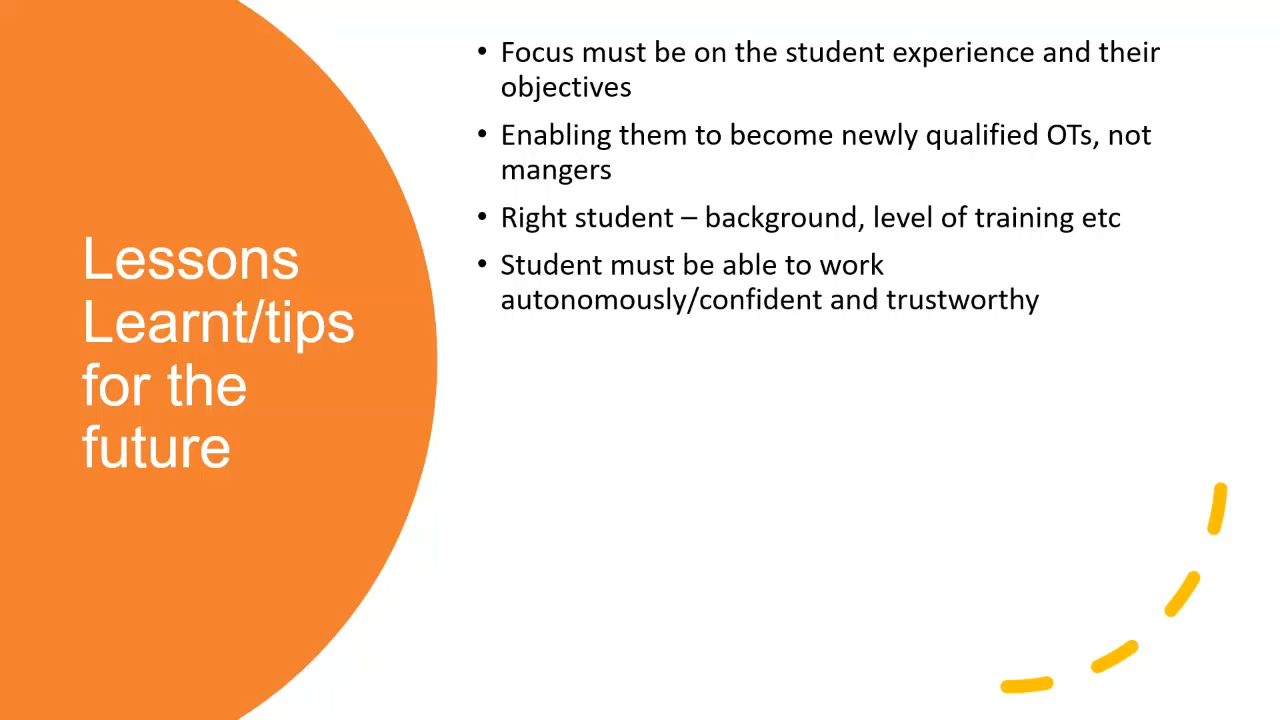 Lessons
Learnt/tips
for the
future
• Focus must be on the student experience and their
objectives
• Enabling them to become newly qualified OTs, not
mangers
• Right student – background, level of training etc
• Student must be able to work
autonomously/confident and trustworthy